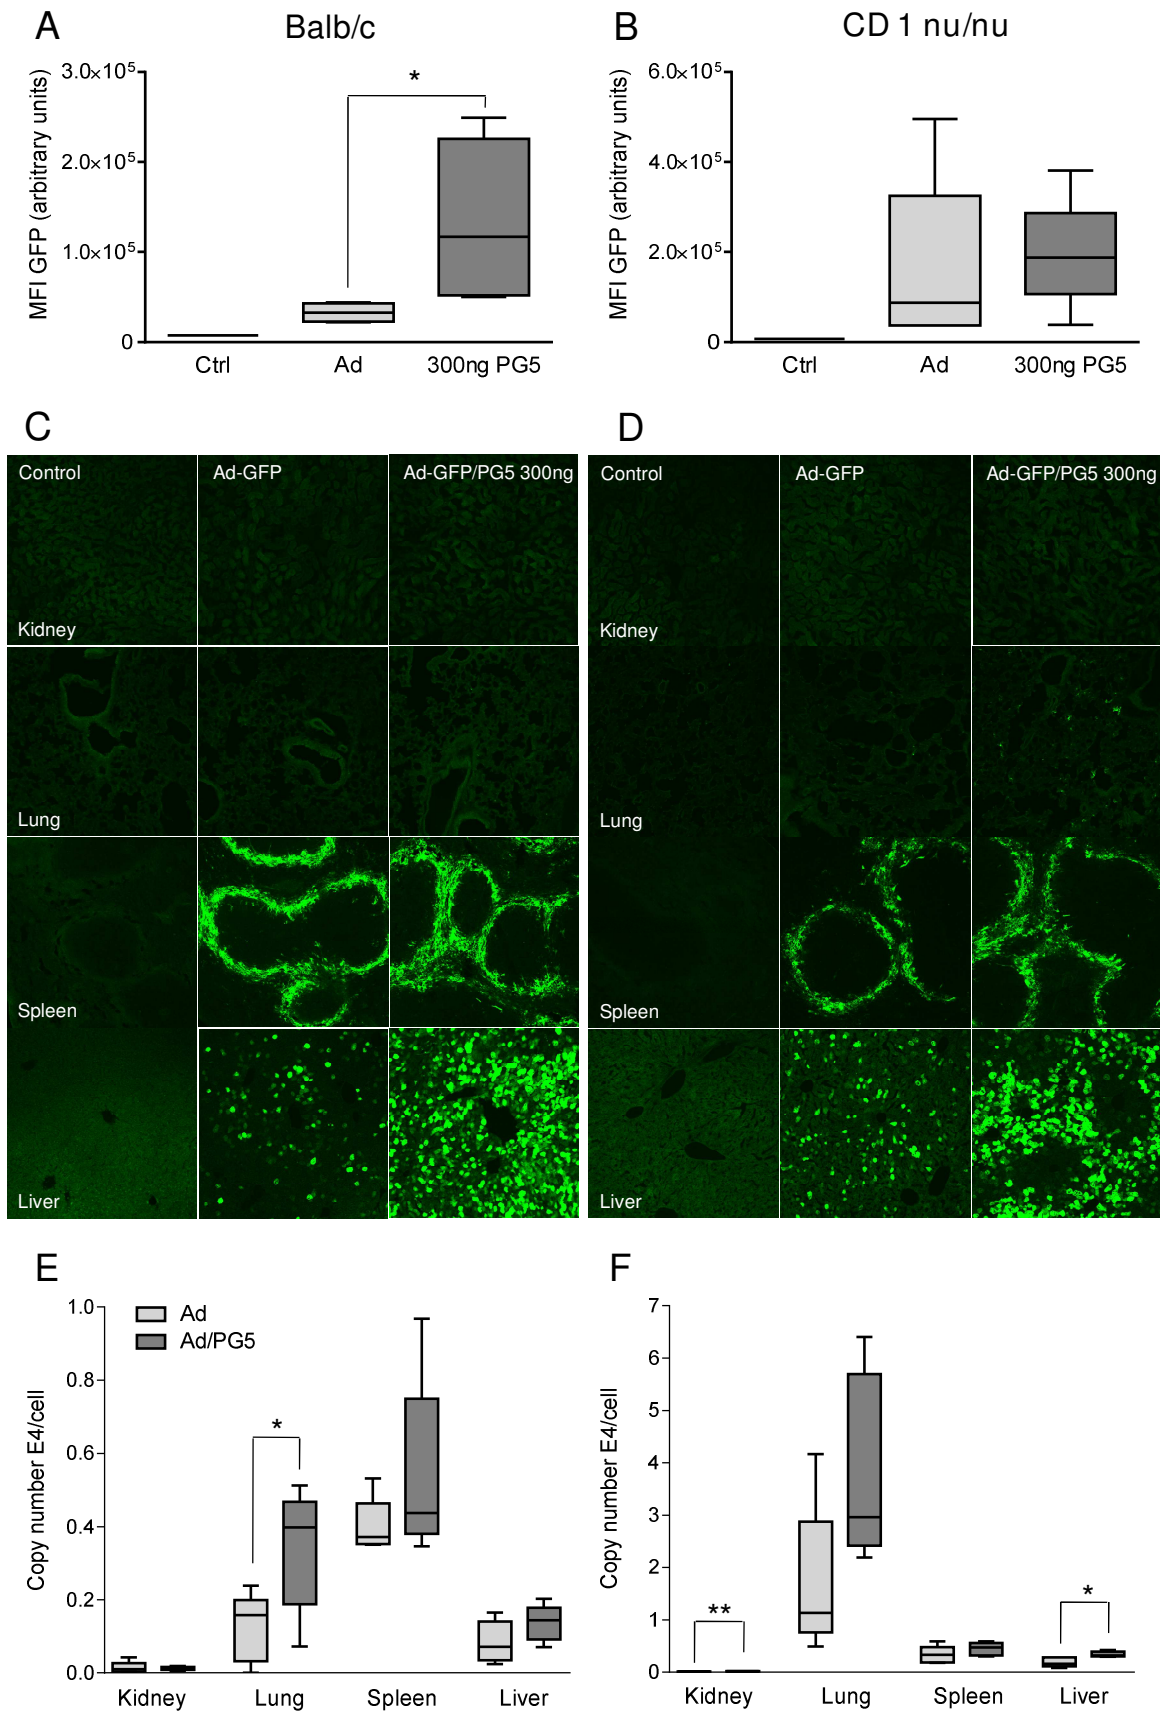 A
Balb/c
B
CD 1 nu/nu
MFI GFP (arbitrary units)
3.0×10⁵
2.0×10⁵
1.0×10⁵
0
*
Ctrl
Ad
300ng PG5
MFI GFP (arbitrary units)
6.0×10⁵
4.0×10⁵
2.0×10⁵
0
Ctrl
Ad
300ng PG5
C
Control
Ad-GFP
Ad-GFP/PG5 300ng
Kidney
Lung
Spleen
Liver
D
Control
Ad-GFP
Ad-GFP/PG5 300ng
Kidney
Lung
Spleen
Liver
E
Copy number E4/cell
1.0
0.8
0.6
0.4
0.2
0.0
Ad
Ad/PG5
*
Kidney
Lung
Spleen
Liver
F
Copy number E4/cell
7
6
5
4
3
2
1
0
**
*
Kidney
Lung
Spleen
Liver